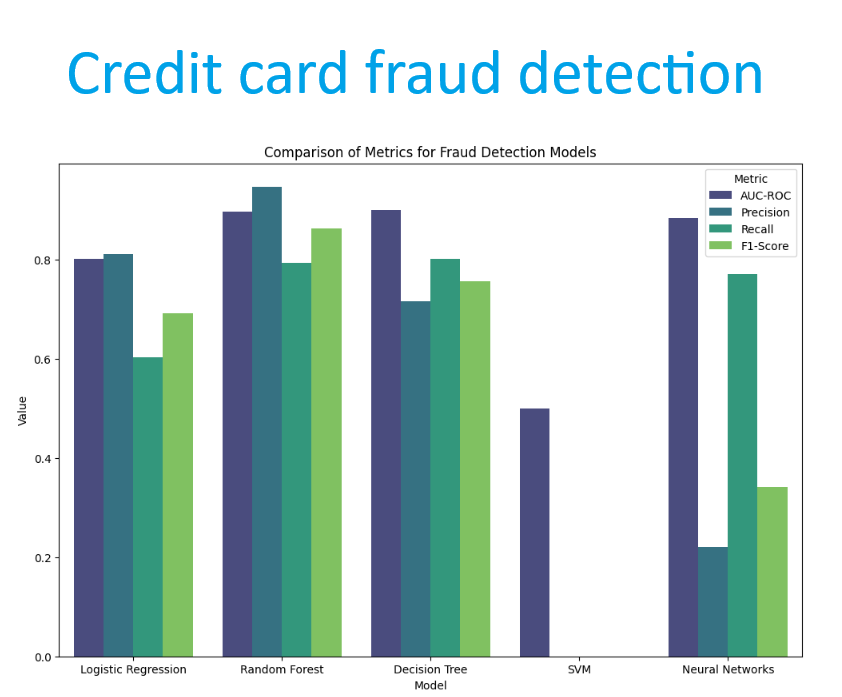 Credit card fraud detection
Comparison of Metrics for Fraud Detection Models
Metric
AUC-ROC
Precision
Recall
F1-Score
Value
0.8
0.6
0.4
0.2
0.0
Logistic Regression Random Forest Decision Tree SVM Neural Networks
Model